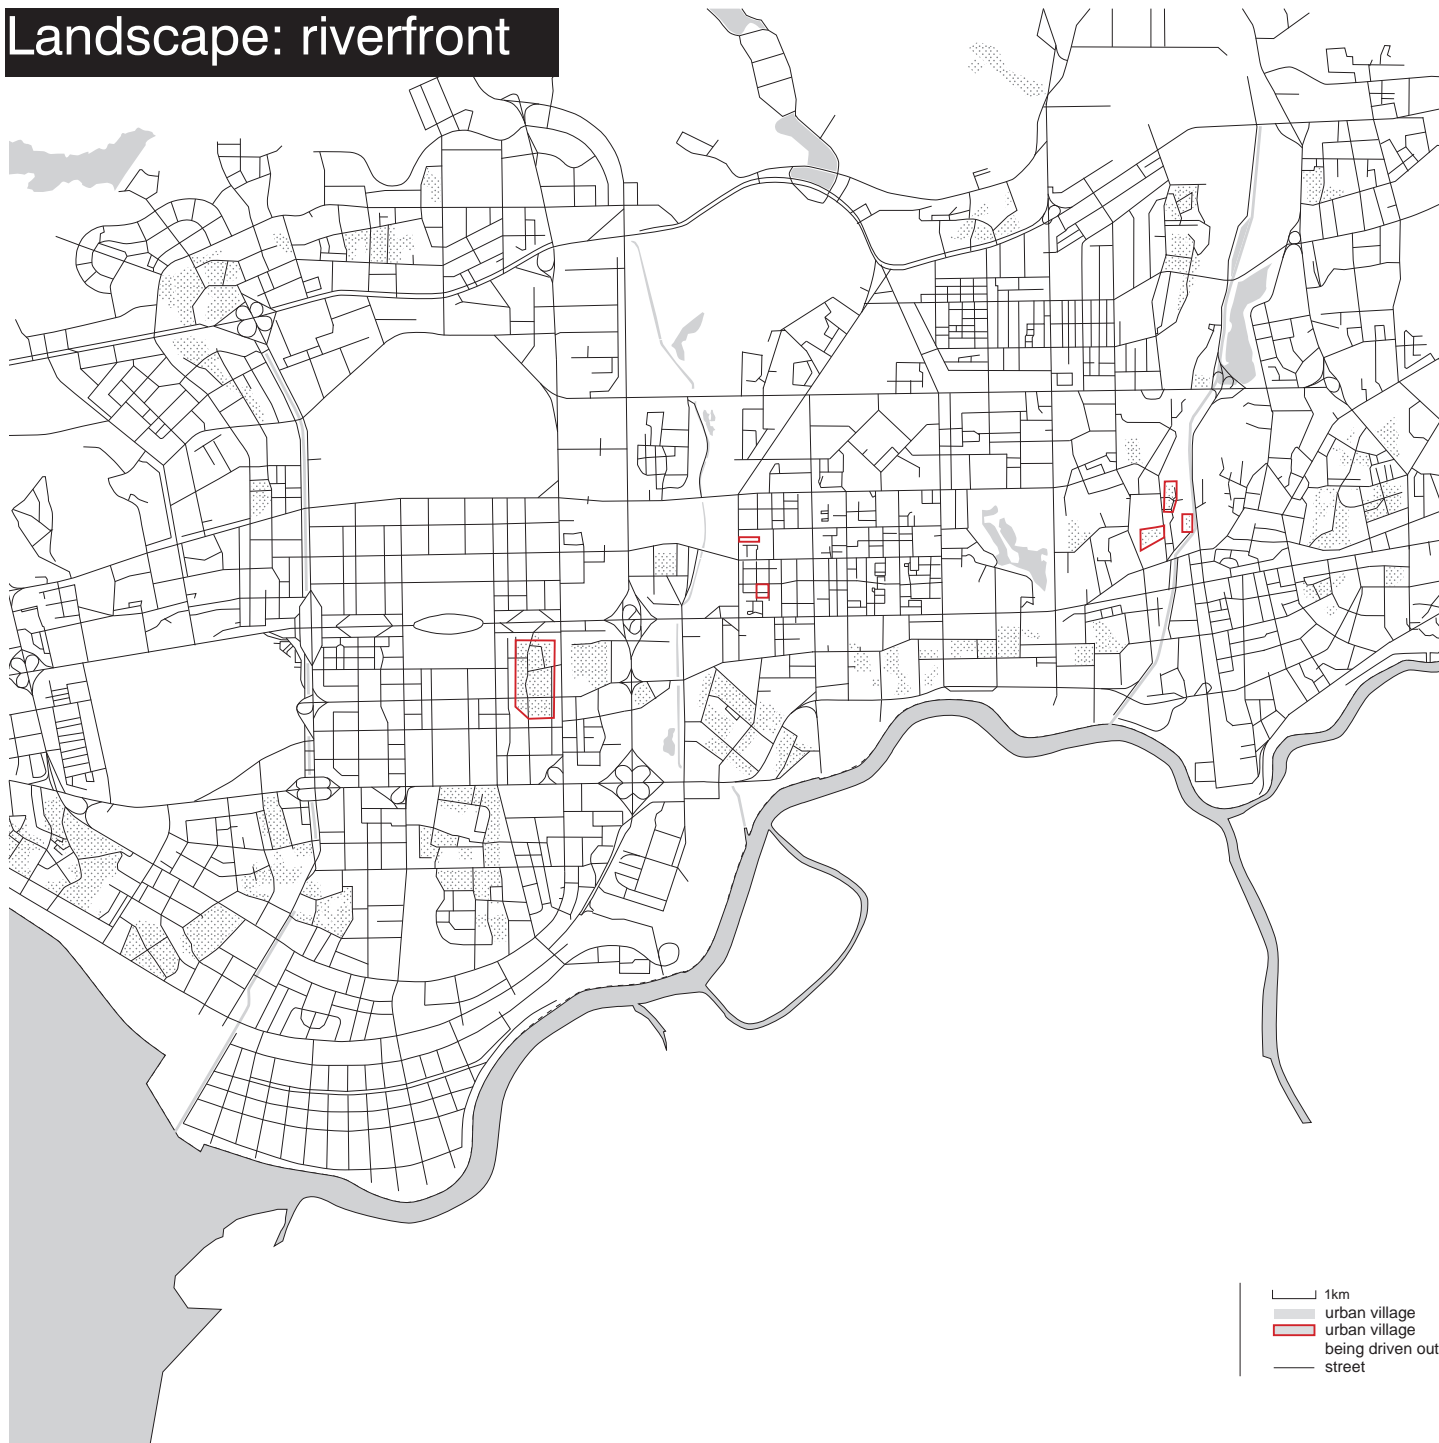 Landscape: riverfront
1km
urban village
urban village
being driven out
street